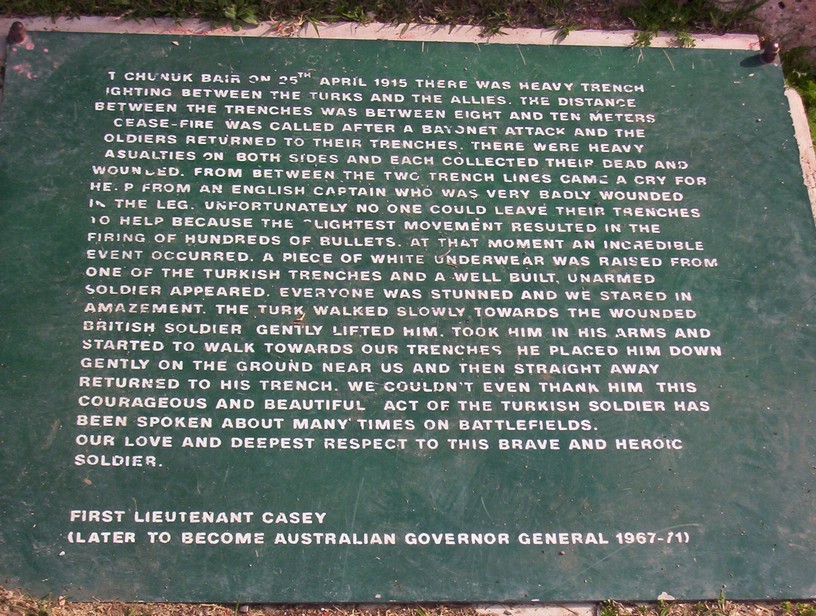 T CHUNUK BAIR ON 25TH APRIL 1915 THERE WAS HEAVY TRENCH
IGHTING BETWEEN THE TURKS AND THE ALLIES. THE DISTANCE
BETWEEN THE TRENCHES WAS BETWEEN EIGHT AND TEN METERS
CEASE-FIRE WAS CALLED AFTER A BAYONET ATTACK AND THE
OLDIERS RETURNED TO THEIR TRENCHES. THERE WERE HEAVY
ASUALTIES ON BOTH SIDES AND EACH COLLECTED THEIR DEAD AND
WOUNDED. FROM BETWEEN THE TWO TRENCH LINES CAME A CRY FOR
HELP FROM AN ENGLISH CAPTAIN WHO WAS VERY BADLY WOUNDED
IN THE LEG. UNFORTUNATELY NO ONE COULD LEAVE THEIR TRENCHES
TO HELP BECAUSE THE SLIGHTEST MOVEMENT RESULTED IN THE
FIRING OF HUNDREDS OF BULLETS. AT THAT MOMENT AN INCREDIBLE
EVENT OCCURRED. A PIECE OF WHITE UNDERWEAR WAS RAISED FROM
ONE OF THE TURKISH TRENCHES AND A WELL BUILT, UNARMED
SOLDIER APPEARED. EVERYONE WAS STUNNED AND WE STARED IN
AMAZEMENT. THE TURK WALKED SLOWLY TOWARDS THE WOUNDED
BRITISH SOLDIER GENTLY LIFTED HIM, TOOK HIM IN HIS ARMS AND
STARTED TO WALK TOWARDS OUR TRENCHES HE PLACED HIM DOWN
GENTLY ON THE GROUND NEAR US AND THEN STRAIGHT AWAY
RETURNED TO HIS TRENCH. WE COULDN'T EVEN THANK HIM THIS
COURAGEOUS AND BEAUTIFUL ACT OF THE TURKISH SOLDIER HAS
BEEN SPOKEN ABOUT MANY TIMES ON BATTLEFIELDS.
OUR LOVE AND DEEPEST RESPECT TO THIS BRAVE AND HEROIC
SOLDIER.
FIRST LIEUTENANT CASEY
(LATER TO BECOME AUSTRALIAN GOVERNOR GENERAL 1967-71)